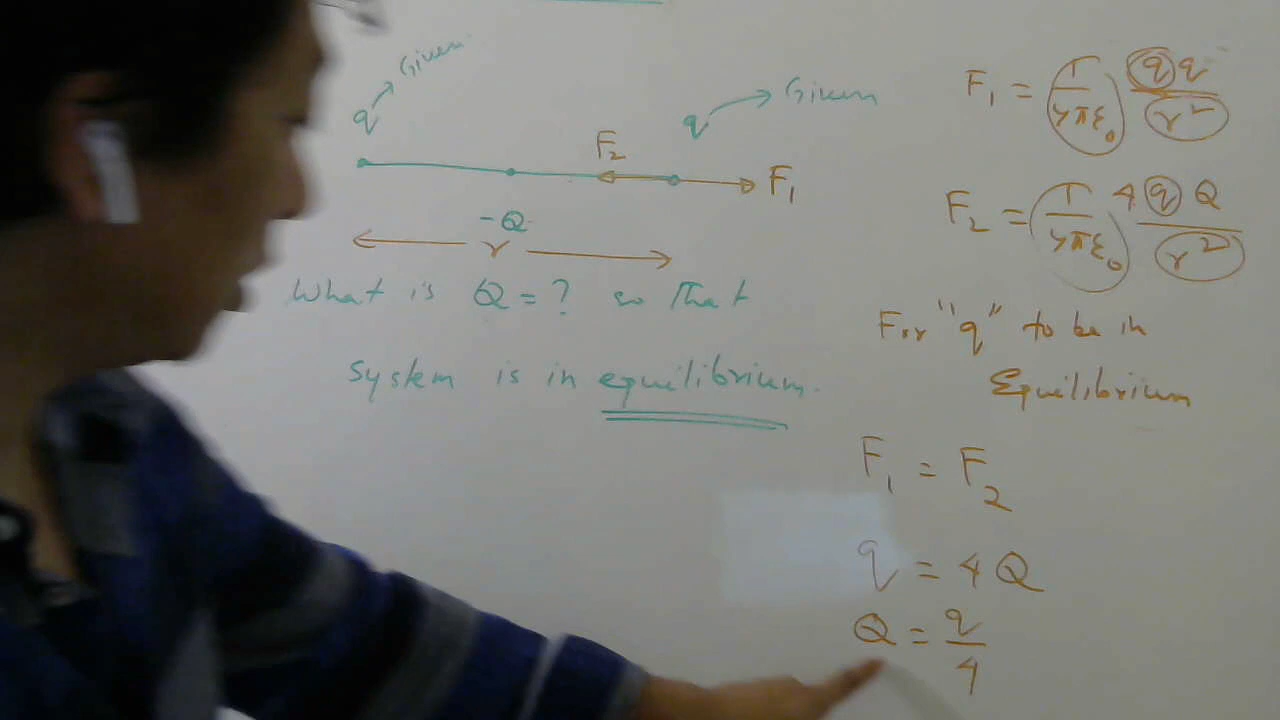 Given
q
q → Given
F₂
F₁
-Q
r
What is Q = ? so that
system is in equilibrium.
F₁ = 1/4πε₀ qq/r²
F₂ = 1/4πε₀ 4qQ/r²
For "q" to be in
Equilibrium
F₁ = F₂
q = 4Q
Q = q/4